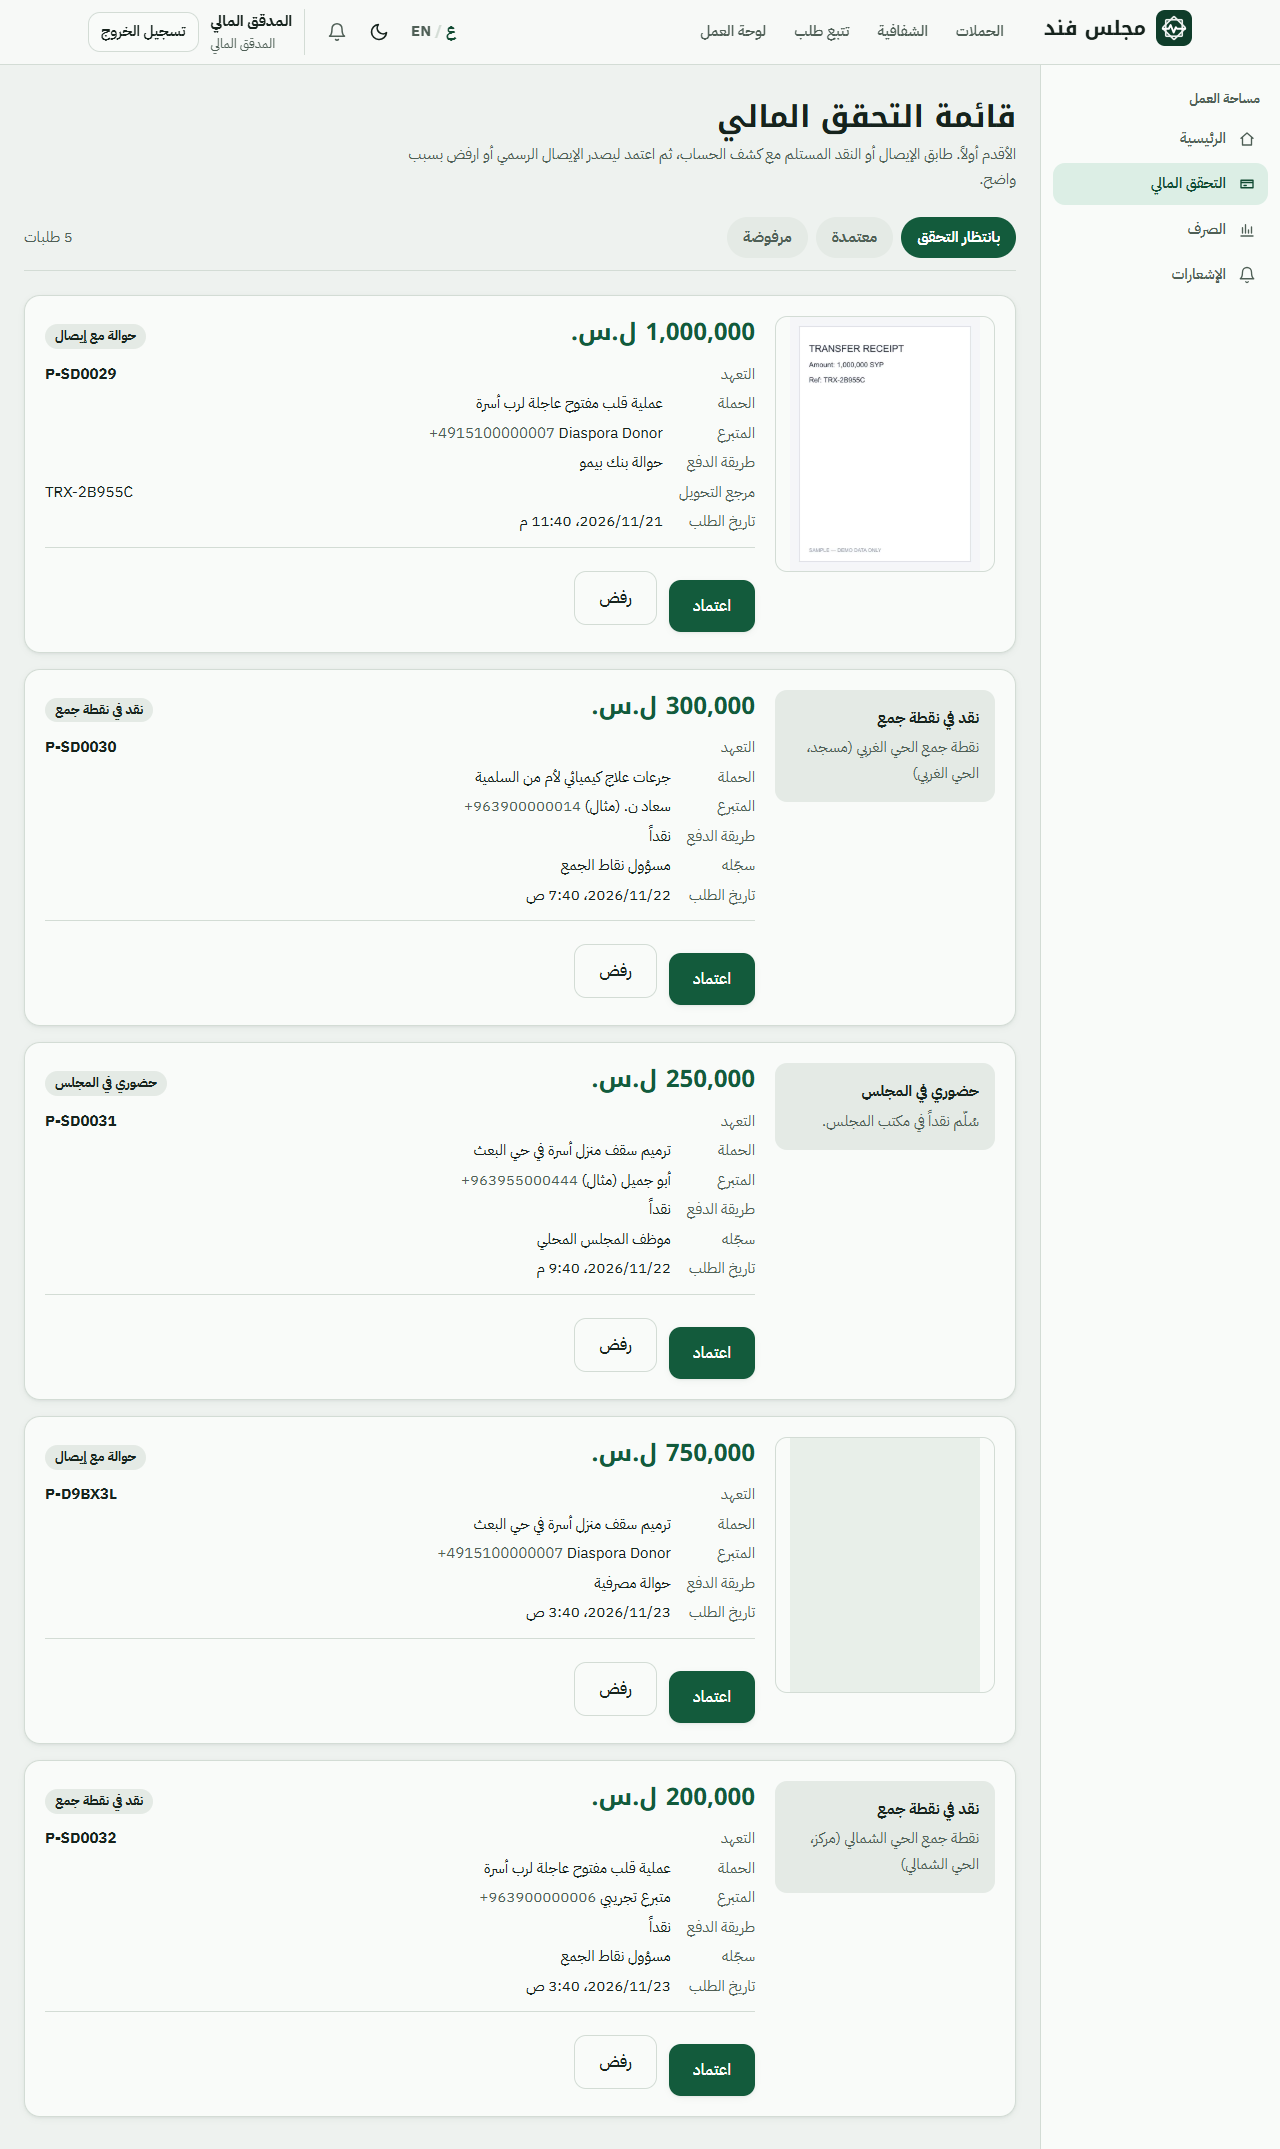 مجلس فند
الحملات
الشفافية
تتبع طلب
لوحة العمل
ع / EN
المدقق المالي
المدقق المالي
تسجيل الخروج
مساحة العمل
الرئيسية
التحقق المالي
الصرف
الإشعارات
قائمة التحقق المالي
الأقدم أولاً. طابق الإيصال أو النقد المستلم مع كشف الحساب، ثم اعتمد ليصدر الإيصال الرسمي أو ارفض بسبب
واضح.
بانتظار التحقق
معتمدة
مرفوضة
5 طلبات
TRANSFER RECEIPT
Amount: 1,000,000 SYP
Ref: TRX-2B955C
SAMPLE — DEMO DATA ONLY
1,000,000 ل.س.
حوالة مع إيصال
التعهد P-SD0029
الحملة عملية قلب مفتوح عاجلة لرب أسرة
المتبرع Diaspora Donor +4915100000007
طريقة الدفع حوالة بنك بيمو
مرجع التحويل TRX-2B955C
تاريخ الطلب 2026/11/21، 11:40 م
اعتماد
رفض
نقد في نقطة جمع
نقطة جمع الحي الغربي (مسجد،
الحي الغربي)
300,000 ل.س.
نقد في نقطة جمع
التعهد P-SD0030
الحملة جرعات علاج كيميائي لأم من السلمية
المتبرع سعاد ن. (مثال) +963900000014
طريقة الدفع نقداً
سجّله مسؤول نقاط الجمع
تاريخ الطلب 2026/11/22، 7:40 ص
اعتماد
رفض
حضوري في المجلس
سُلّم نقداً في مكتب المجلس.
250,000 ل.س.
حضوري في المجلس
التعهد P-SD0031
الحملة ترميم سقف منزل أسرة في حي البعث
المتبرع أبو جميل (مثال) +963955000444
طريقة الدفع نقداً
سجّله موظف المجلس المحلي
تاريخ الطلب 2026/11/22، 9:40 م
اعتماد
رفض
750,000 ل.س.
حوالة مع إيصال
التعهد P-D9BX3L
الحملة ترميم سقف منزل أسرة في حي البعث
المتبرع Diaspora Donor +4915100000007
طريقة الدفع حوالة مصرفية
تاريخ الطلب 2026/11/23، 3:40 ص
اعتماد
رفض
نقد في نقطة جمع
نقطة جمع الحي الشمالي (مركز،
الحي الشمالي)
200,000 ل.س.
نقد في نقطة جمع
التعهد P-SD0032
الحملة عملية قلب مفتوح عاجلة لرب أسرة
المتبرع متبرع تجريبي +963900000006
طريقة الدفع نقداً
سجّله مسؤول نقاط الجمع
تاريخ الطلب 2026/11/23، 3:40 ص
اعتماد
رفض